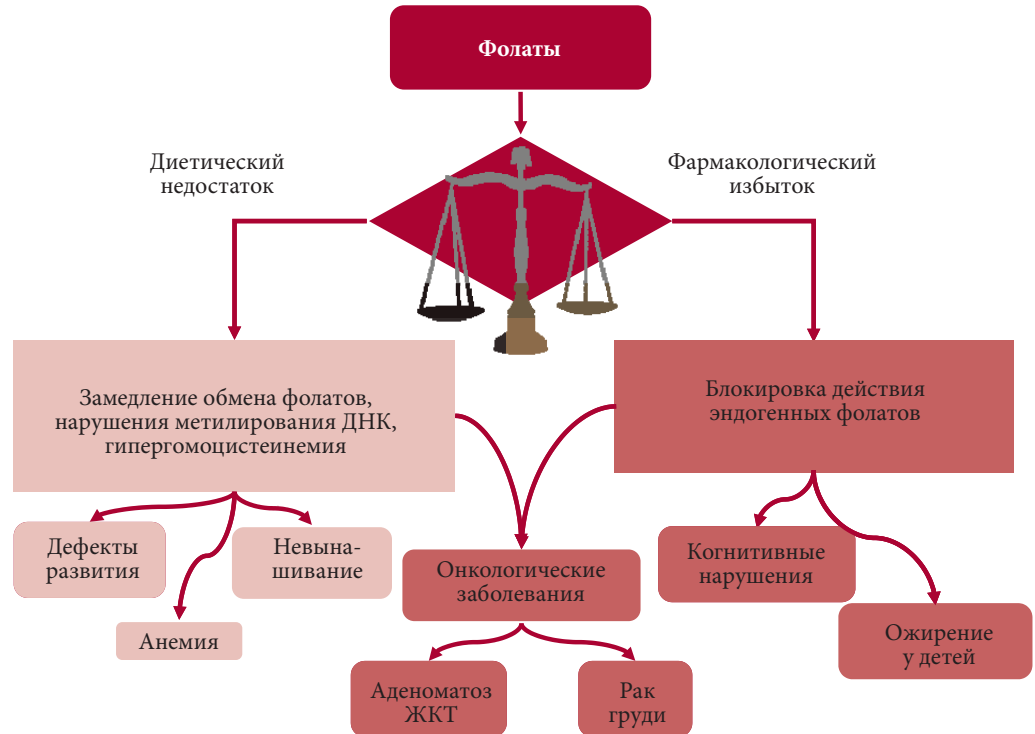 Фолаты
Диетический
недостаток
Фармакологический
избыток
Замедление обмена фолатов,
нарушения метилирования ДНК,
гипергомоцистеинемия
Блокировка действия
эндогенных фолатов
Дефекты
развития
Невына-
шивание
Анемия
Онкологические
заболевания
Когнитивные
нарушения
Ожирение
у детей
Аденоматоз
ЖКТ
Рак
груди